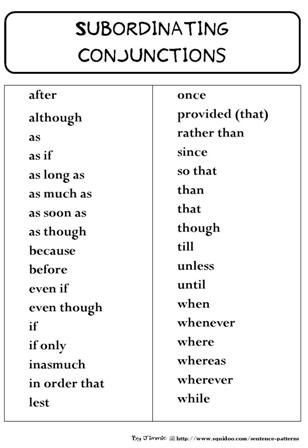 SUBORDINATING
CONJUNCTIONS
after
although
as
as if
as long as
as much as
as soon as
as though
because
before
even if
even though
if
if only
inasmuch
in order that
lest
once
provided (that)
rather than
since
so that
than
that
though
till
unless
until
when
whenever
where
whereas
wherever
while
By Jimmie @ http://www.squidoo.com/sentence-patterns